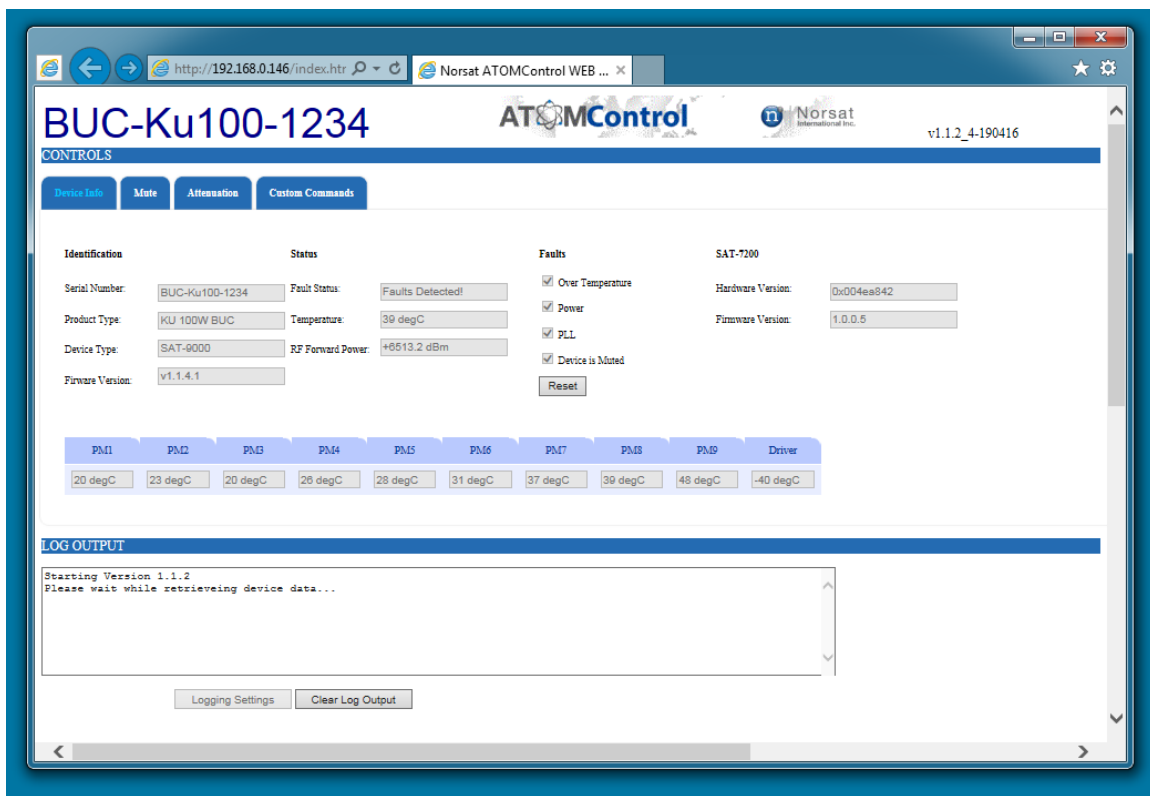 http://192.168.0.146/index.htr
Norsat ATOMControl WEB ...
BUC-Ku100-1234
ATOMControl
n Norsat
International Inc.
v1.1.2_4-190416
CONTROLS
Device Info Mute Attenuation Custom Commands
Identification Status Faults SAT-7200
Serial Number: BUC-Ku100-1234 Fault Status: Faults Detected! Over Temperature Hardware Version: 0x004ea842
Product Type: KU 100W BUC Temperature: 39 degC Power Firmware Version: 1.0.0.5
Device Type: SAT-9000 RF Forward Power: +6513.2 dBm PLL
Firware Version: v1.1.4.1 Device is Muted
Reset
PM1 PM2 PM3 PM4 PM5 PM6 PM7 PM8 PM9 Driver
20 degC 23 degC 20 degC 26 degC 28 degC 31 degC 37 degC 39 degC 48 degC -40 degC
LOG OUTPUT
Starting Version 1.1.2
Please wait while retrieveing device data...
Logging Settings Clear Log Output